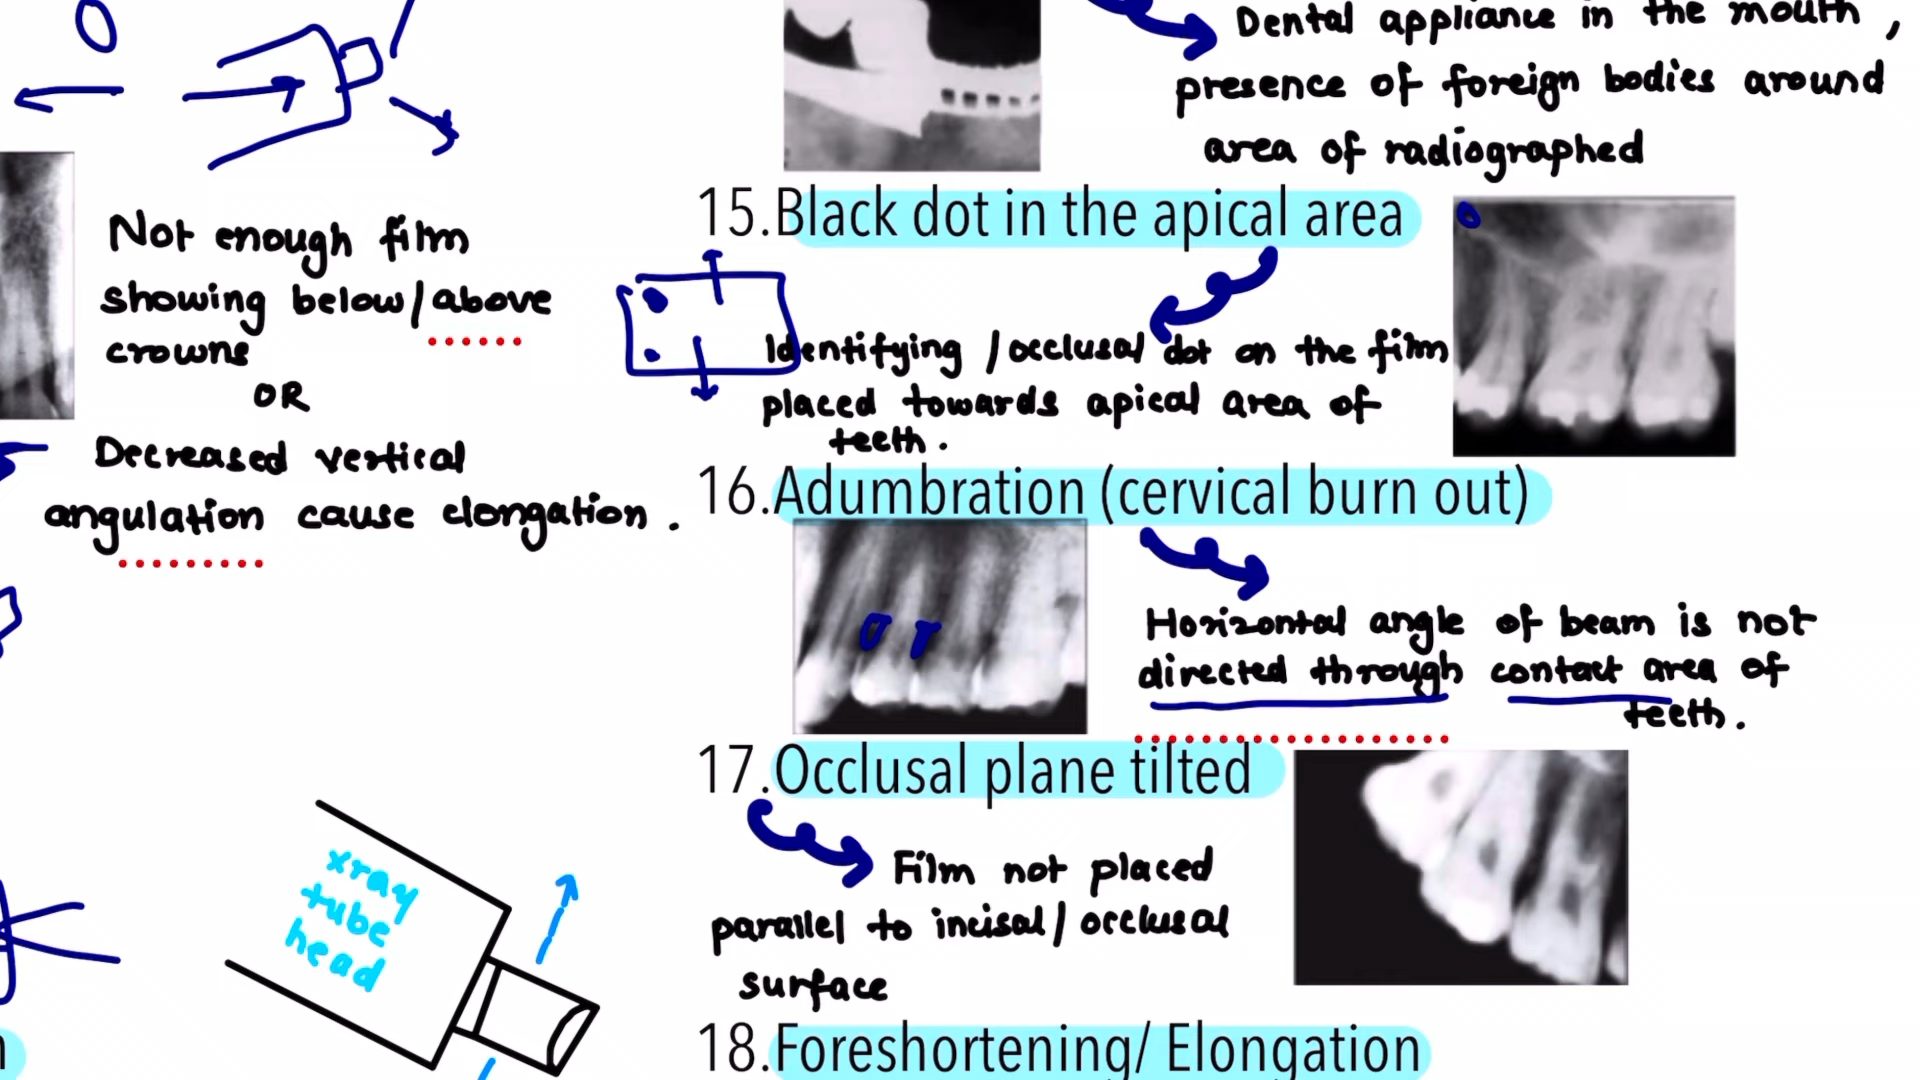 Not enough film
showing below/above
crowns
OR
Decreased vertical
angulation cause elongation.
xray
tube
head
Dental appliance in the mouth,
presence of foreign bodies around
area of radiographed
15. Black dot in the apical area
Identifying /occlusal dot on the film
placed towards apical area of
teeth.
16. Adumbration (cervical burn out)
Horizontal angle of beam is not
directed through contact area of
teeth.
17. Occlusal plane tilted
Film not placed
parallel to incisal/occlusal
surface
18. Foreshortening/ Elongation